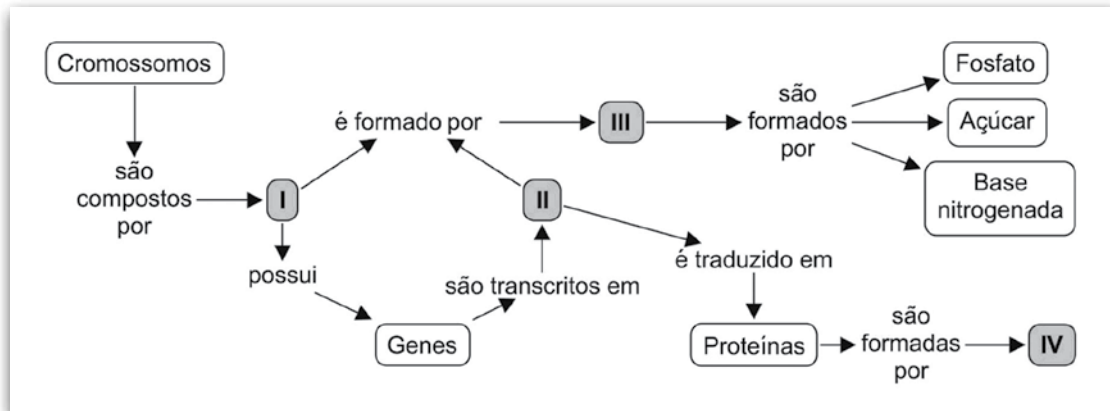 Cromossomos
são
compostos
por
I
possui
Genes
são transcritos em
II
é formado por
III
são
formados
por
Fosfato
Açúcar
Base
nitrogenada
é traduzido em
Proteínas
são
formadas
por
IV